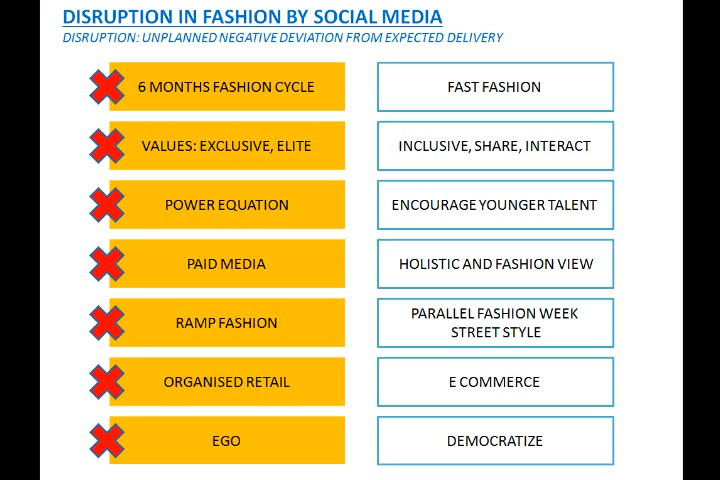 DISRUPTION IN FASHION BY SOCIAL MEDIA
DISRUPTION: UNPLANNED NEGATIVE DEVIATION FROM EXPECTED DELIVERY
6 MONTHS FASHION CYCLE
FAST FASHION
VALUES: EXCLUSIVE, ELITE
INCLUSIVE, SHARE, INTERACT
POWER EQUATION
ENCOURAGE YOUNGER TALENT
PAID MEDIA
HOLISTIC AND FASHION VIEW
RAMP FASHION
PARALLEL FASHION WEEK
STREET STYLE
ORGANISED RETAIL
E COMMERCE
EGO
DEMOCRATIZE